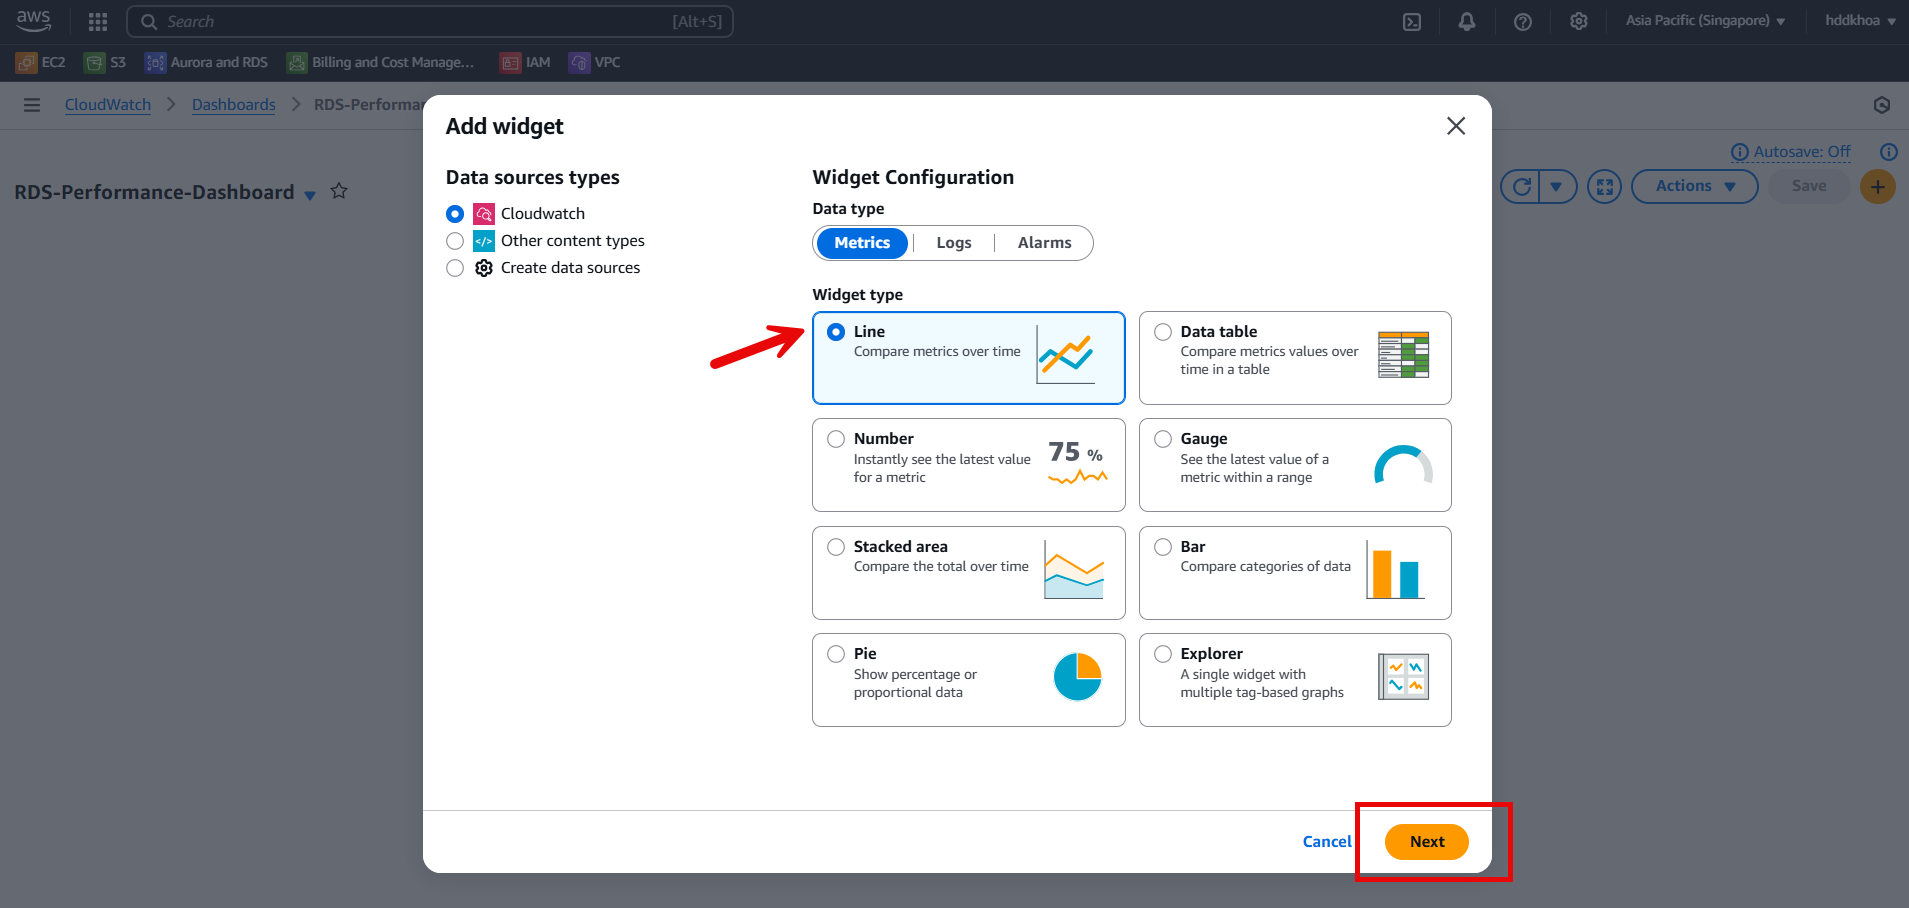 aws
Search
[Alt+S]
Asia Pacific (Singapore)
hddkhoa
EC2
S3
Aurora and RDS
Billing and Cost Manage...
IAM
VPC
CloudWatch
Dashboards
RDS-Performa
Autosave: Off
RDS-Performance-Dashboard
Actions
Save
Add widget
Data sources types
Cloudwatch
</> Other content types
Create data sources
Widget Configuration
Data type
Metrics
Logs
Alarms
Widget type
Line
Compare metrics over time
Data table
Compare metrics values over
time in a table
Number
Instantly see the latest value
for a metric
75 %
Gauge
See the latest value of a
metric within a range
Stacked area
Compare the total over time
Bar
Compare categories of data
Pie
Show percentage or
proportional data
Explorer
A single widget with
multiple tag-based graphs
Cancel
Next